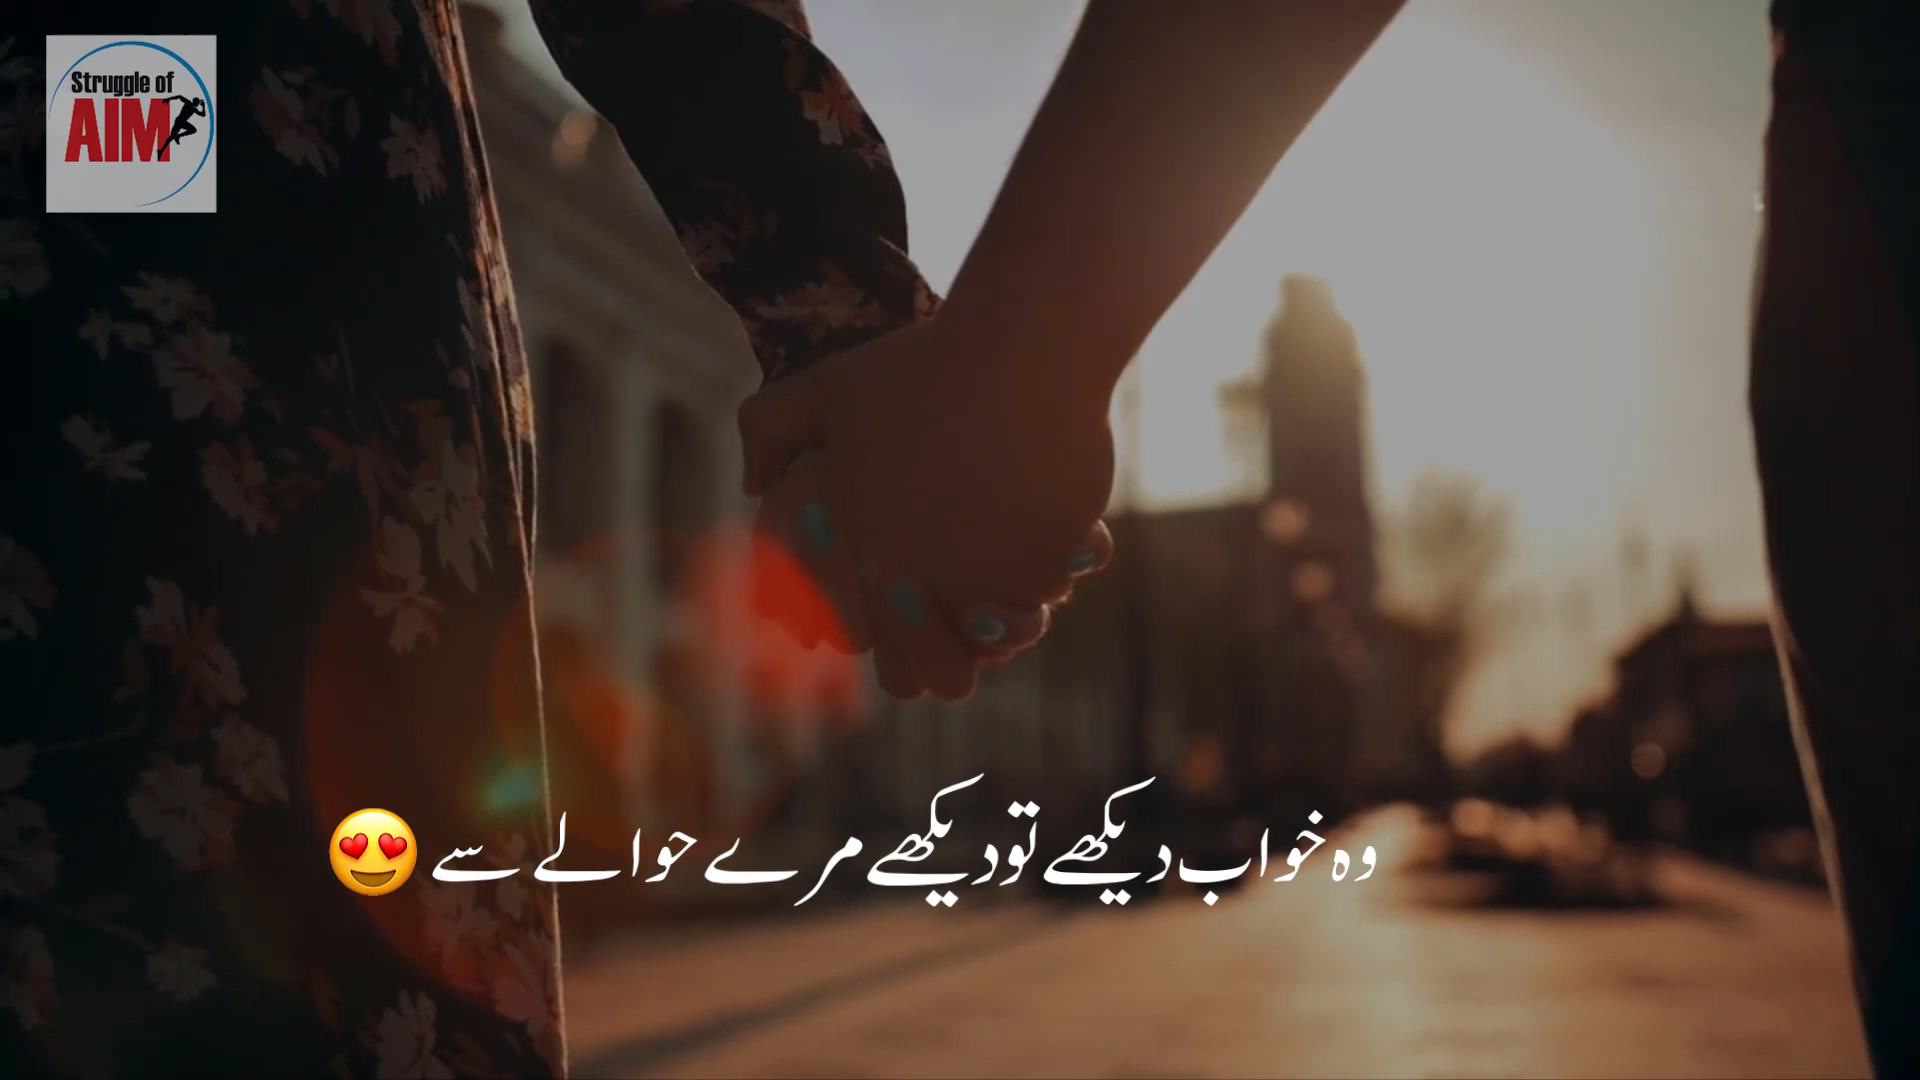 Struggle of
AIM
وہ خواب دیکھے تو دیکھے مرے حوالے سے 😍